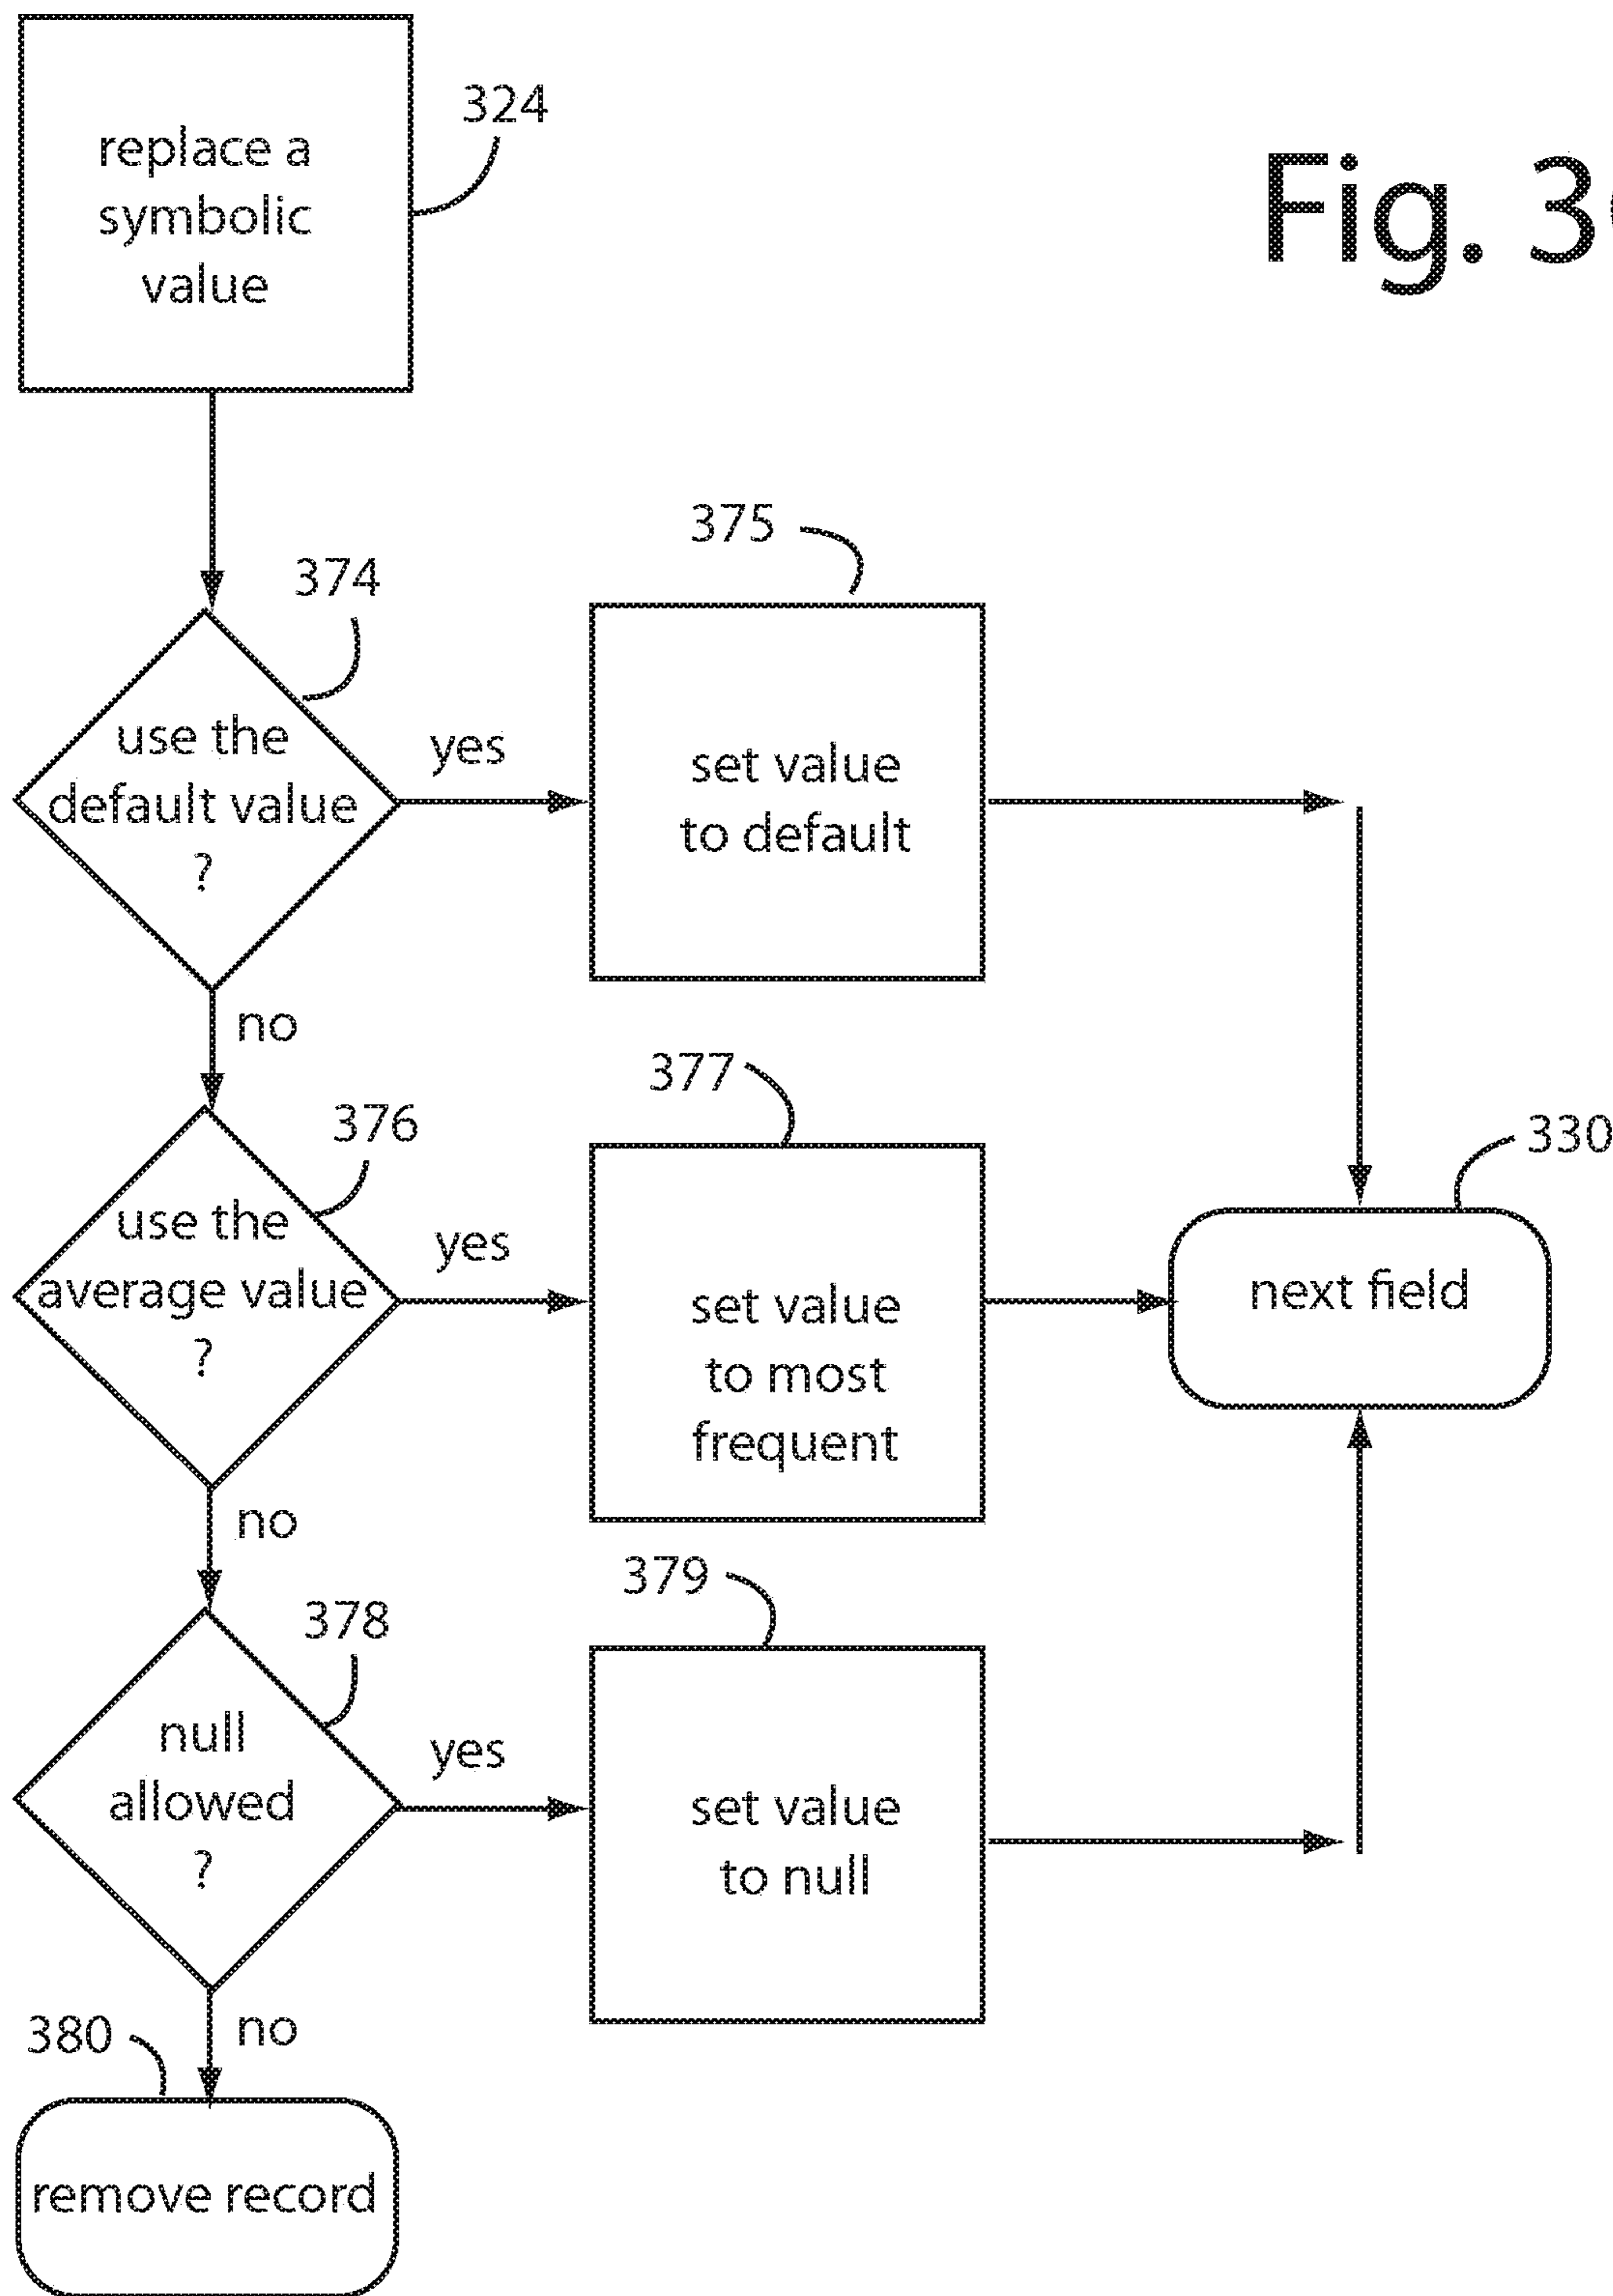 replace a
symbolic
value
324
Fig. 3
374
use the
default value
?
yes
375
set value
to default
no
376
use the
average value
?
yes
377
set value
to most
frequent
330
next field
no
378
null
allowed
?
yes
379
set value
to null
no
380
remove record